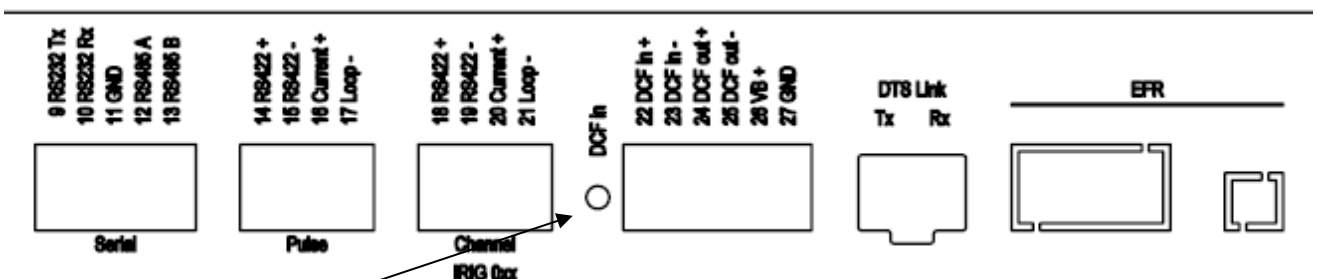 9 RS232 Tx
10 RS232 Rx
11 GND
12 RS485 A
13 RS485 B
14 RS422 +
15 RS422 -
16 Current +
17 Loop -
18 RS422 +
19 RS422 -
20 Current +
21 Loop -
DCF in
22 DCF in +
23 DCF in -
24 DCF out +
25 DCF out -
26 VB +
27 GND
DTS Link
Tx Rx
EFR
Serial
Pulse
Channel
IRIG 0xx